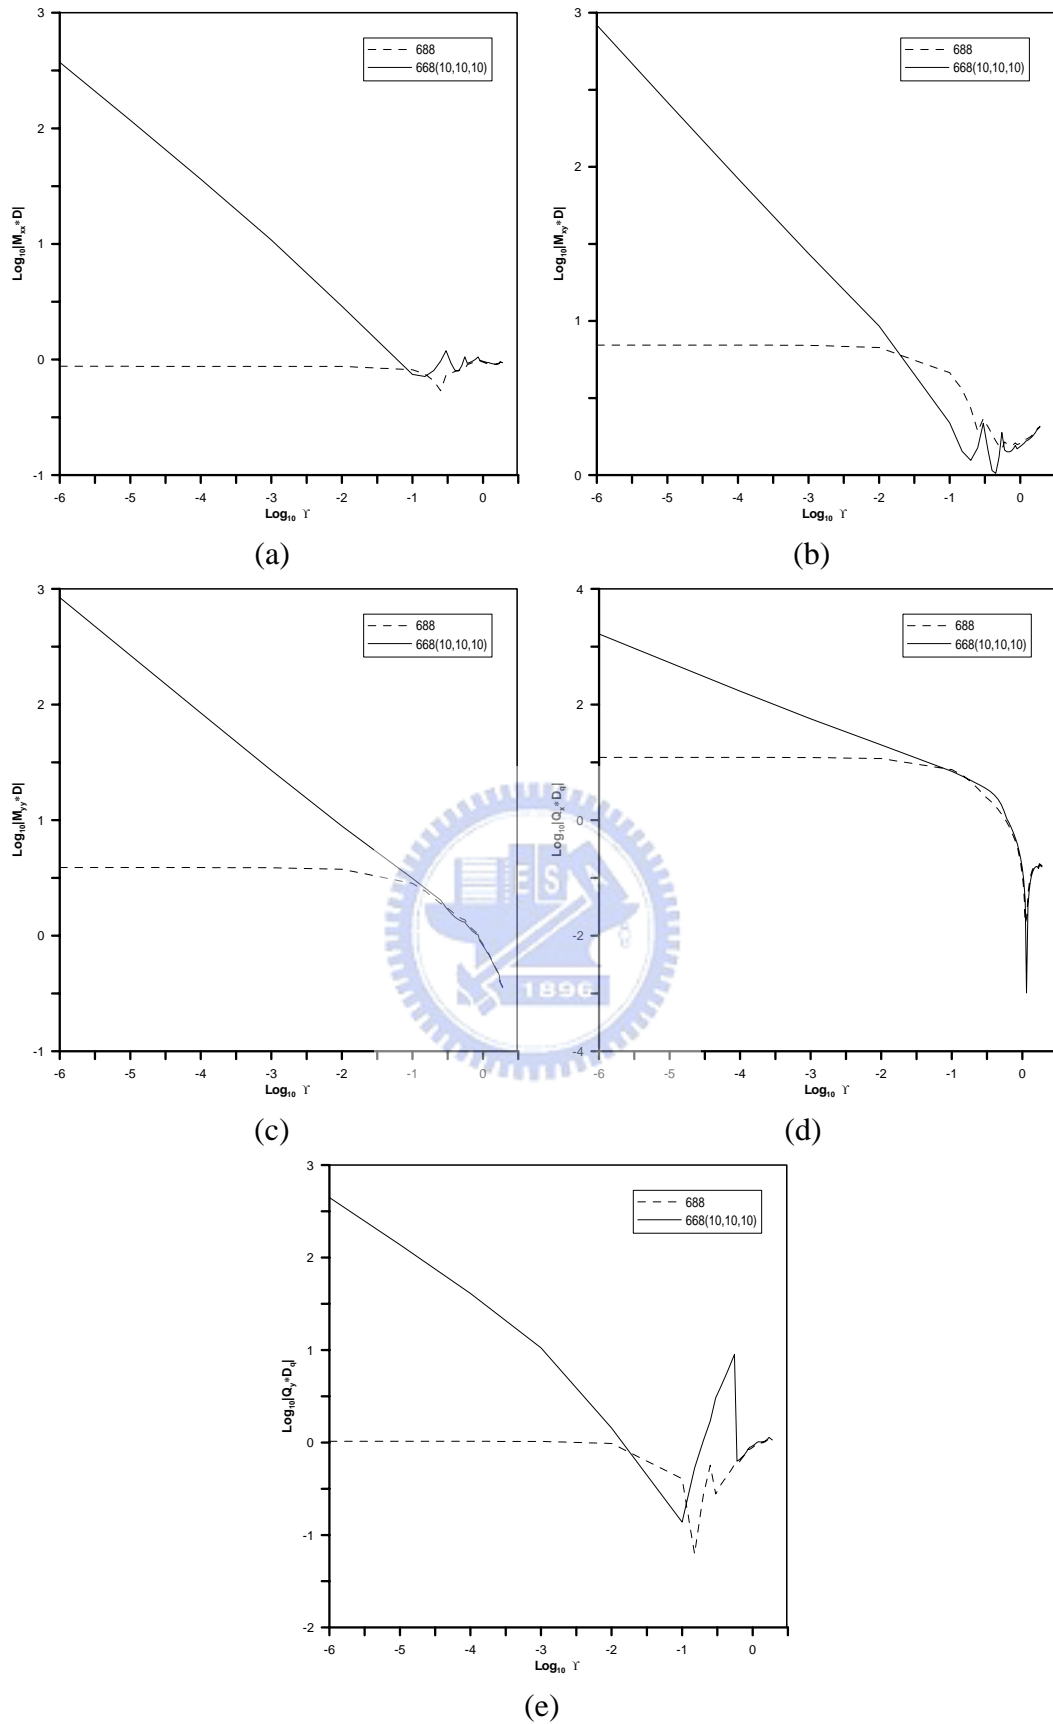 3
688
668(10,10,10)
2
Log10|Mxx*D|
1
0
-1
-6 -5 -4 -3 -2 -1 0
Log10 ϒ
(a)
3
688
668(10,10,10)
2
Log10|Mxy*D|
1
0
-6 -5 -4 -3 -2 -1 0
Log10 ϒ
(b)
3
688
668(10,10,10)
2
Log10|Myy*D|
1
0
-1
-6 -5 -4 -3 -2 -1 0
Log10 ϒ
(c)
4
688
668(10,10,10)
2
Log10|Qx*Dq|
0
-2
-4
-6 -5 -4 -3 -2 -1 0
Log10 ϒ
(d)
ES
1896
3
688
668(10,10,10)
2
1
Log10|Qy*Dq|
0
-1
-2
-6 -5 -4 -3 -2 -1 0
Log10 ϒ
(e)